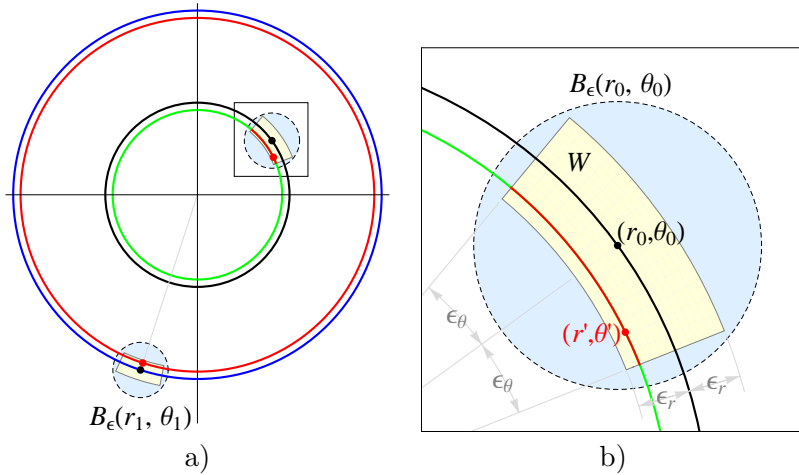 B_ϵ(r_1, θ_1)
a)
B_ϵ(r_0, θ_0)
W
(r_0,θ_0)
(r',θ')
ϵ_θ
ϵ_θ
ϵ_r
ϵ_r
b)